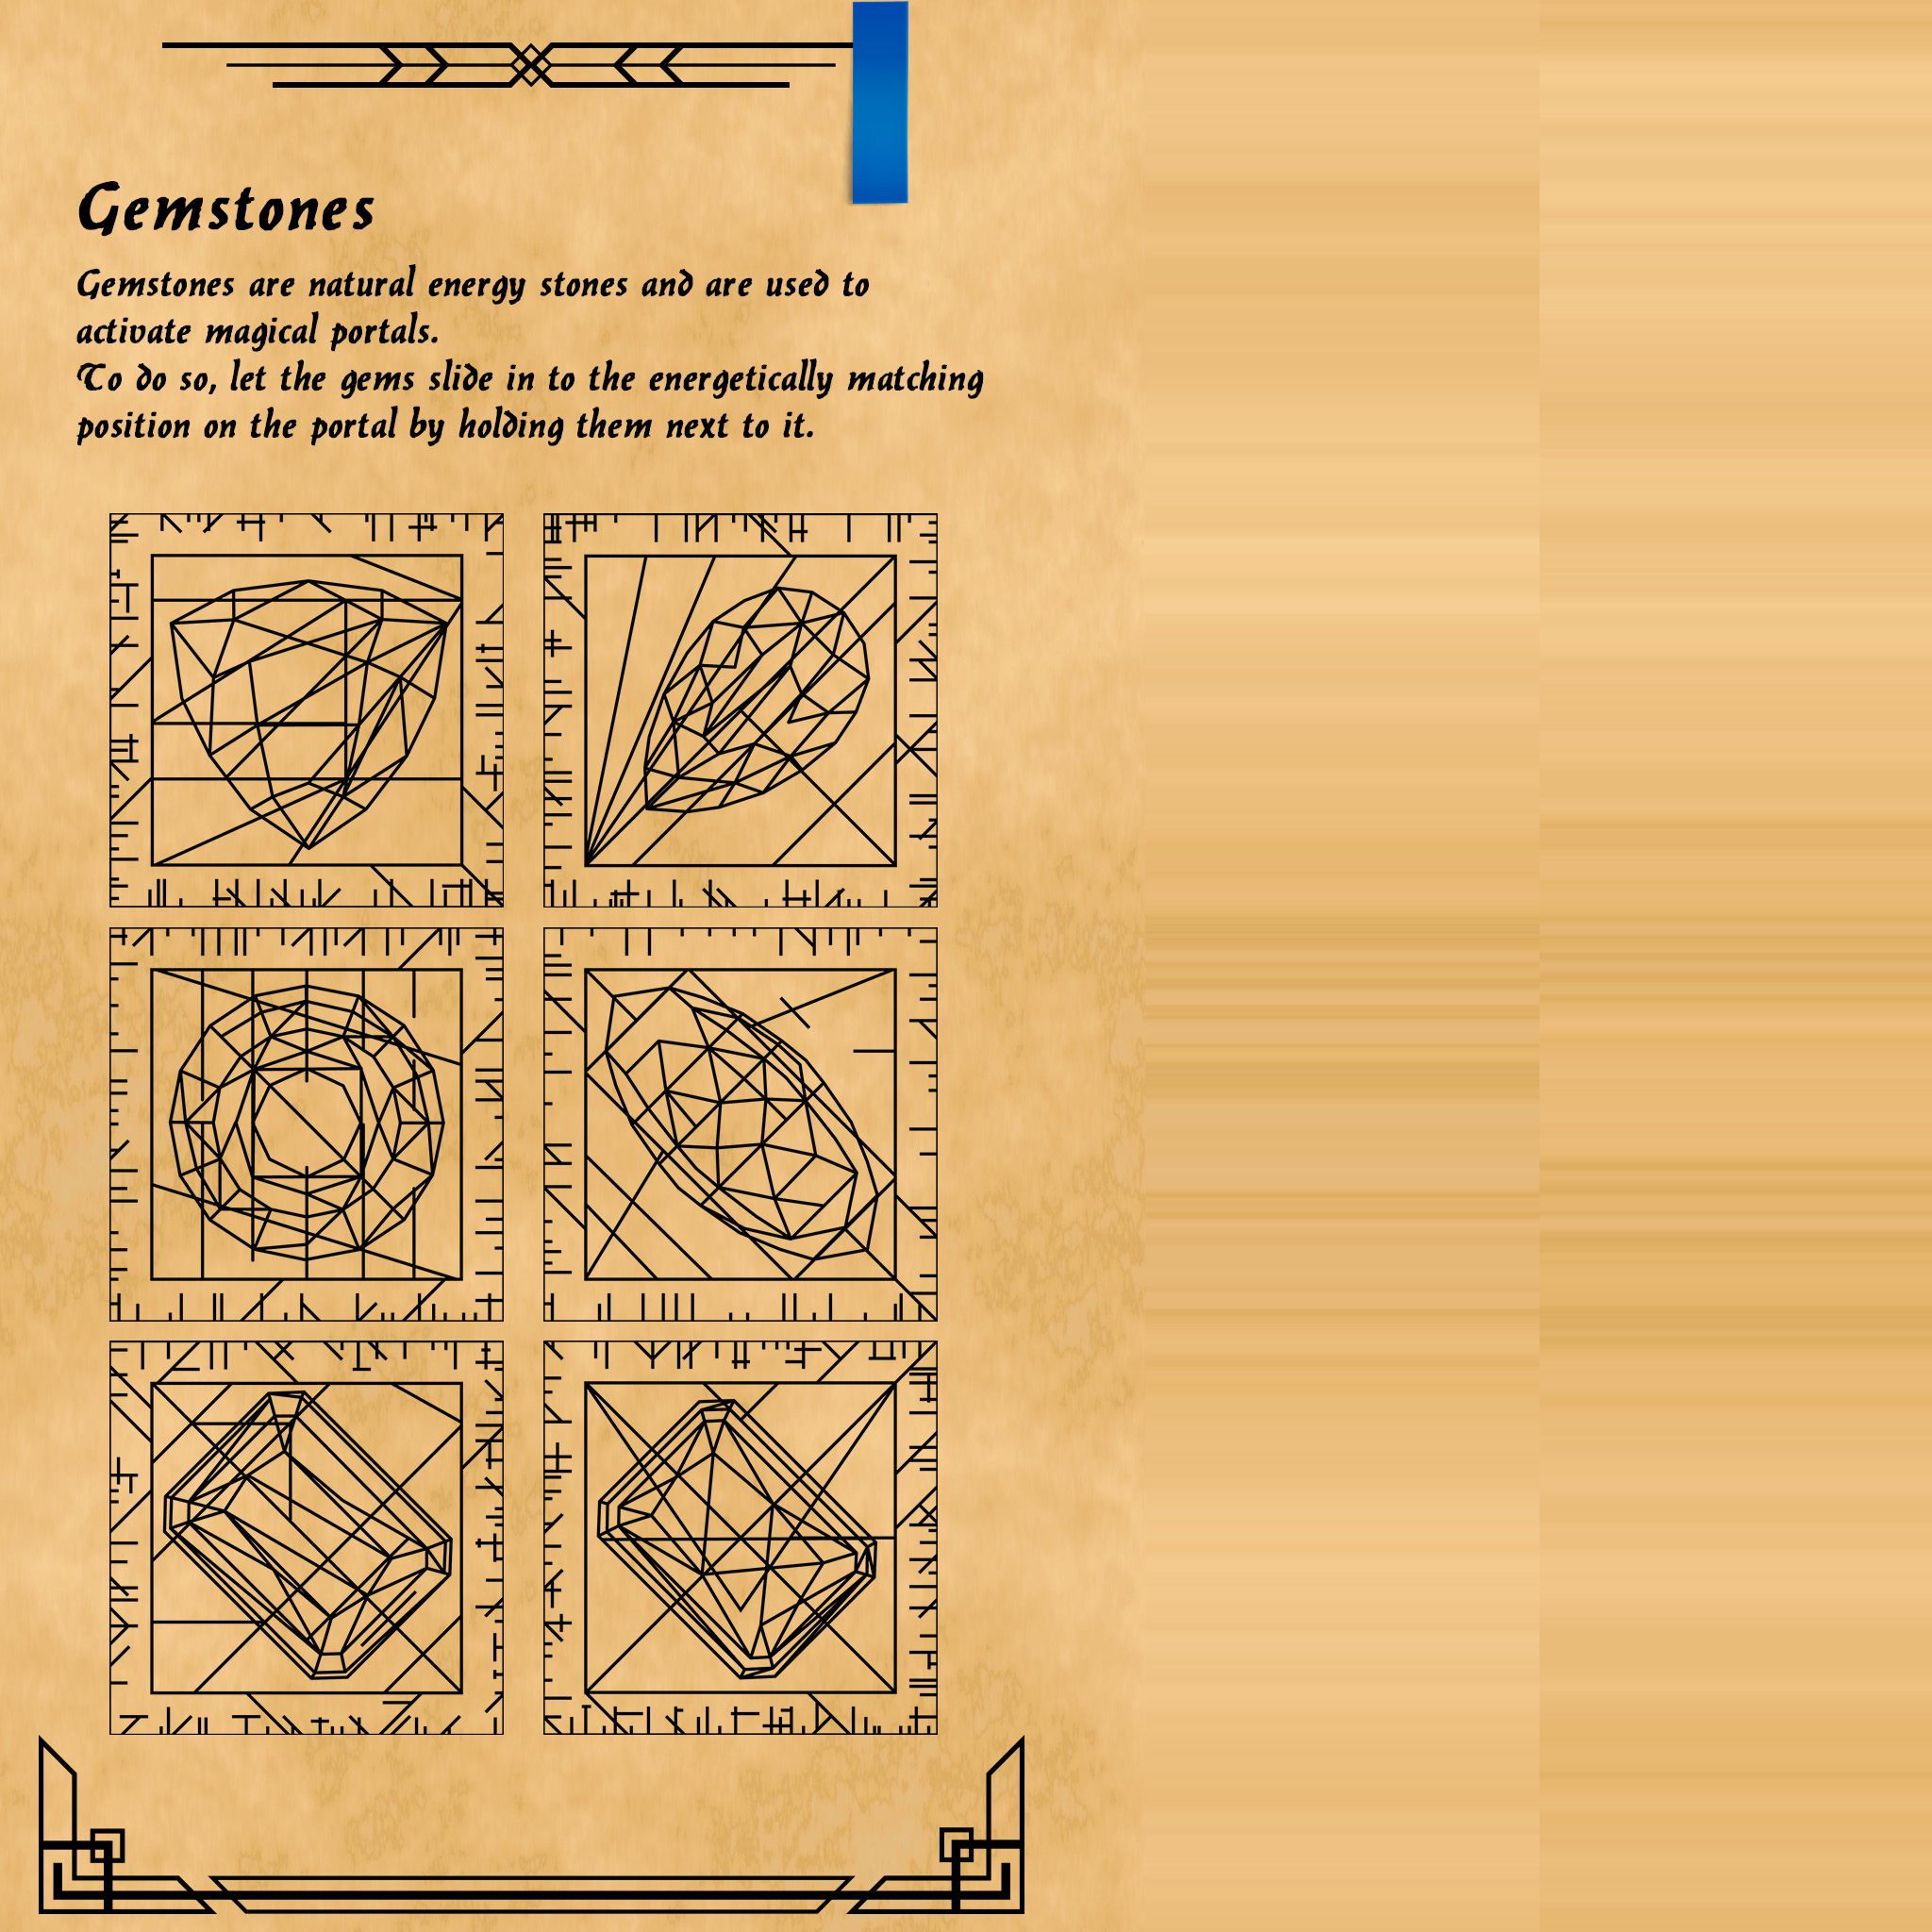 Gemstones
Gemstones are natural energy stones and are used to
activate magical portals.
To do so, let the gems slide in to the energetically matching
position on the portal by holding them next to it.